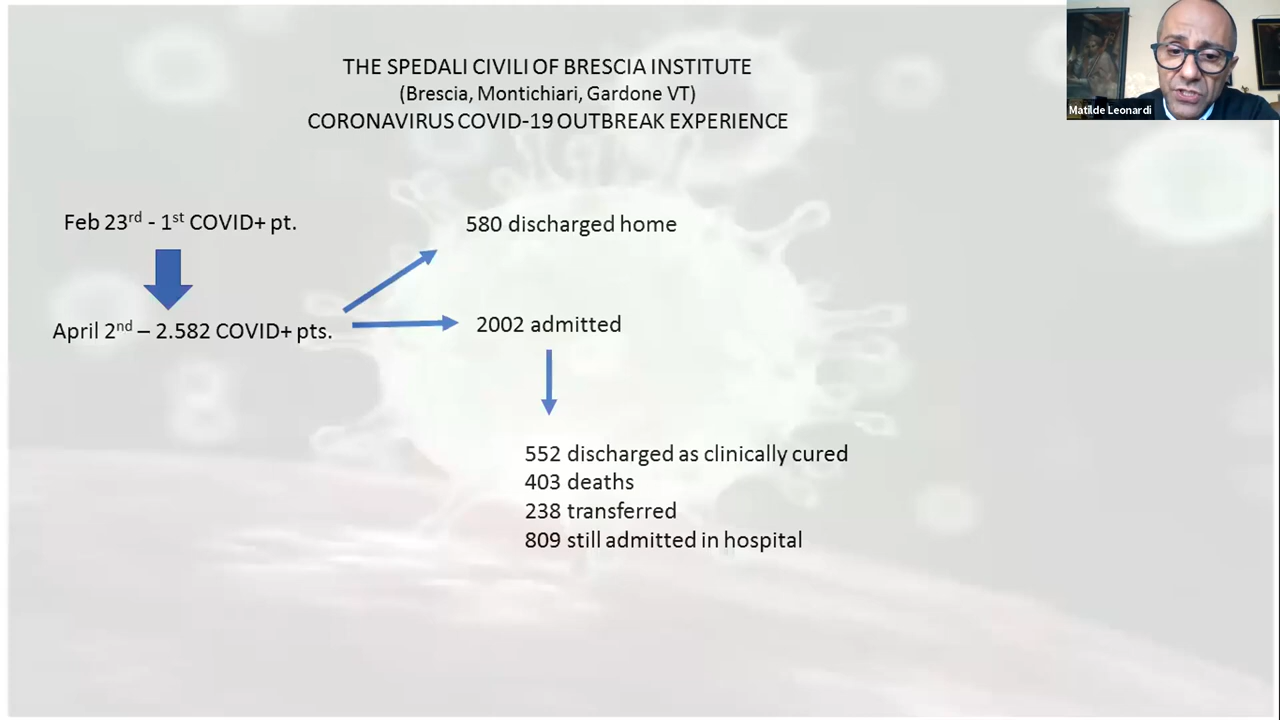 THE SPEDALI CIVILI OF BRESCIA INSTITUTE
(Brescia, Montichiari, Gardone VT)
CORONAVIRUS COVID-19 OUTBREAK EXPERIENCE
Matilde Leonardi
Feb 23rd - 1st COVID+ pt.
580 discharged home
April 2nd – 2.582 COVID+ pts.
2002 admitted
552 discharged as clinically cured
403 deaths
238 transferred
809 still admitted in hospital